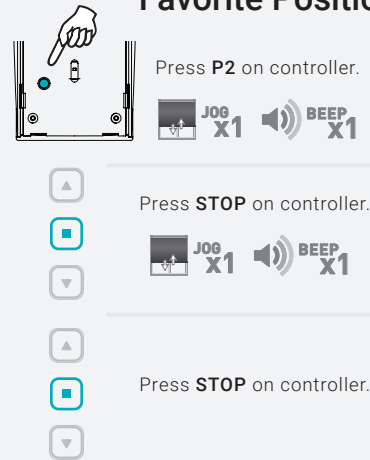 Favorite Positio
Press P2 on controller.
JOG X1 BEEP X1
Press STOP on controller.
JOG X1 BEEP X1
Press STOP on controller.